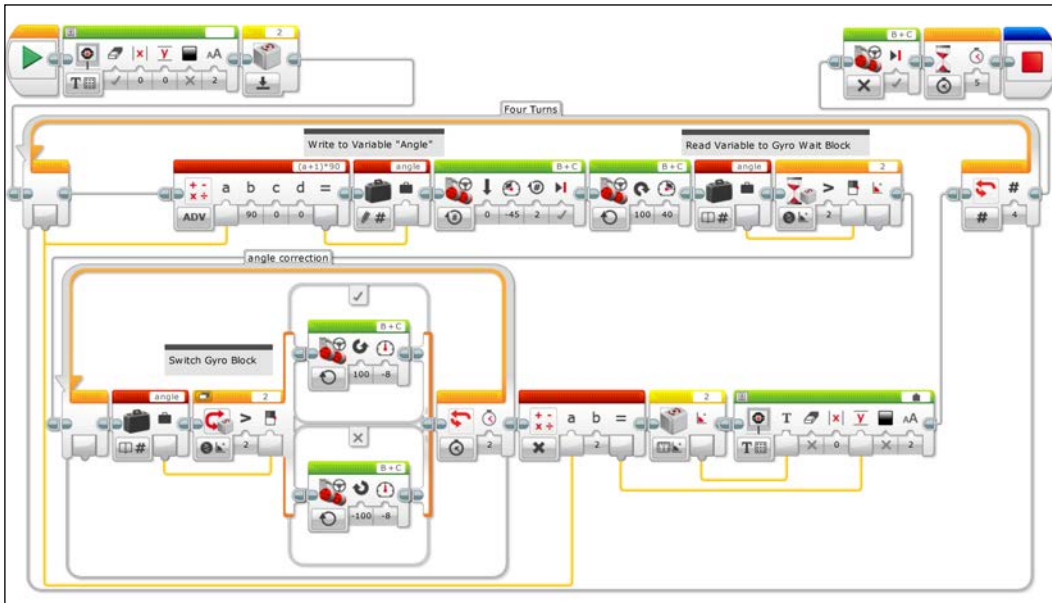 2
B+C
x y AA
T 0 0 2
5
Four Turns
Write to Variable "Angle"
Read Variable to Gyro Wait Block
(a+1)*90
angle
B+C
B+C
angle
2
a b c d =
>
#
ADV 90 0 0
#
# 0 -45 2
100 40
#
2
# 4
angle correction
B+C
Switch Gyro Block
100 -8
angle
2
>
a b =
2
T x y AA
#
2
2
2
T 0 2
B+C
-100 -8